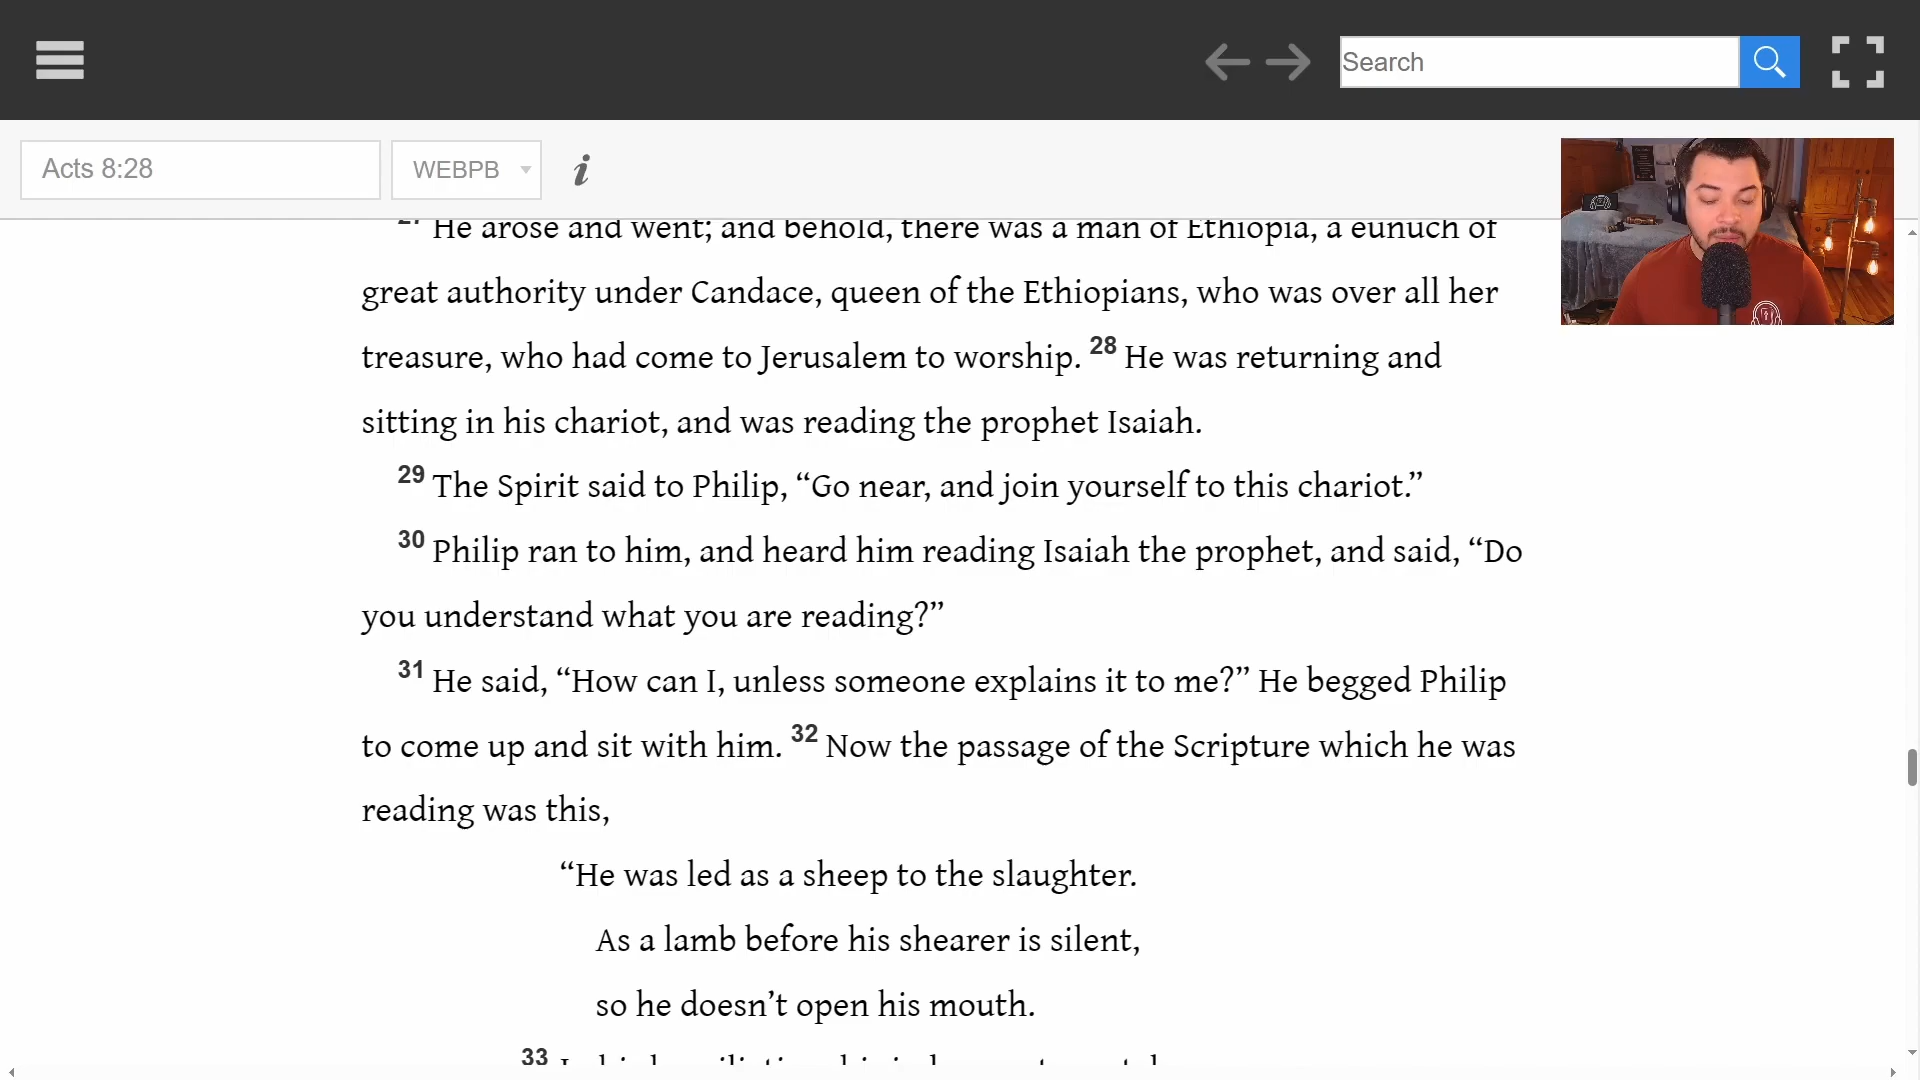 Search
Acts 8:28
WEBPB
i
27 He arose and went; and behold, there was a man of Ethiopia, a eunuch of
great authority under Candace, queen of the Ethiopians, who was over all her
treasure, who had come to Jerusalem to worship. 28 He was returning and
sitting in his chariot, and was reading the prophet Isaiah.
29 The Spirit said to Philip, “Go near, and join yourself to this chariot.”
30 Philip ran to him, and heard him reading Isaiah the prophet, and said, “Do
you understand what you are reading?”
31 He said, “How can I, unless someone explains it to me?” He begged Philip
to come up and sit with him. 32 Now the passage of the Scripture which he was
reading was this,
“He was led as a sheep to the slaughter.
As a lamb before his shearer is silent,
so he doesn’t open his mouth.
33